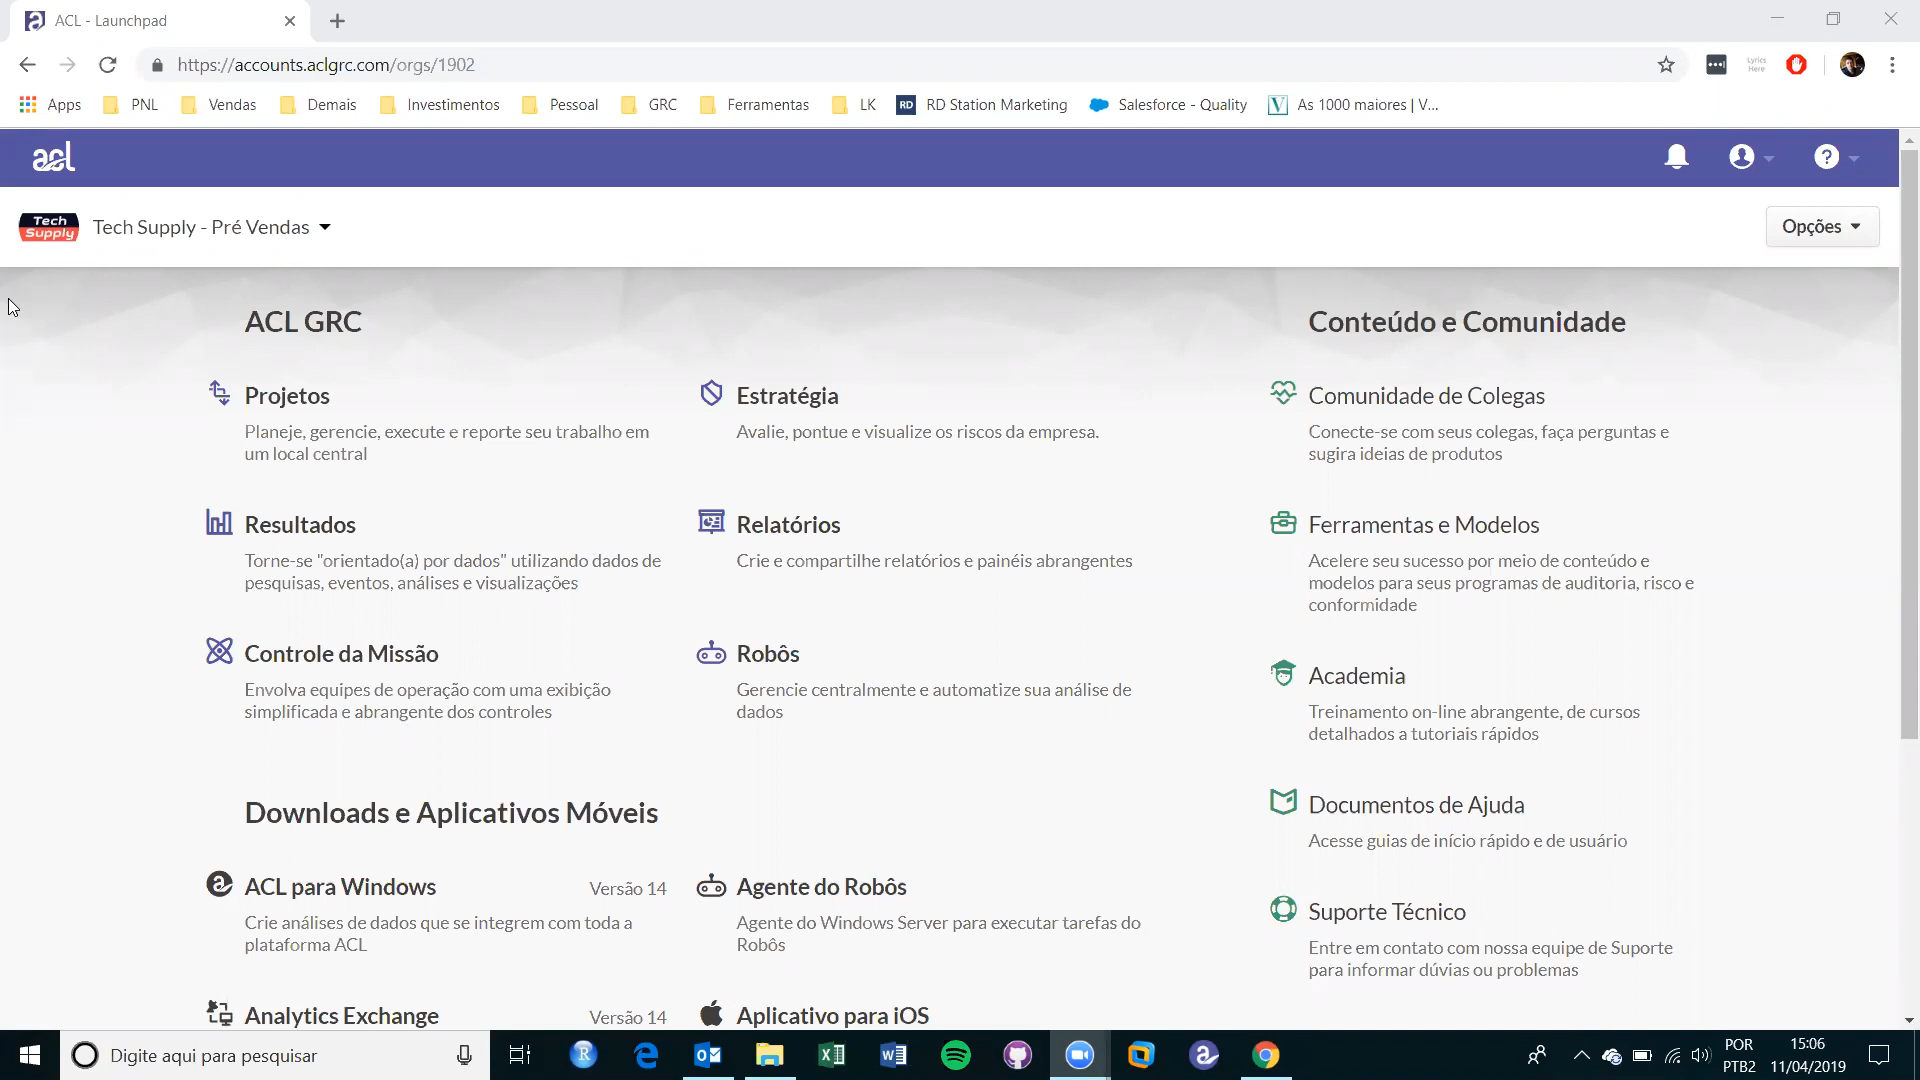 ACL - Launchpad
https://accounts.aclgrc.com/orgs/1902
Lyrics
Here
Apps PNL Vendas Demais Investimentos Pessoal GRC Ferramentas LK RD RD Station Marketing Salesforce - Quality V As 1000 maiores | V...
acl
?
Tech
Supply
Tech Supply - Pré Vendas
Opções
ACL GRC
Projetos
Planeje, gerencie, execute e reporte seu trabalho em
um local central
Estratégia
Avalie, pontue e visualize os riscos da empresa.
Resultados
Torne-se "orientado(a) por dados" utilizando dados de
pesquisas, eventos, análises e visualizações
Relatórios
Crie e compartilhe relatórios e painéis abrangentes
Controle da Missão
Envolva equipes de operação com uma exibição
simplificada e abrangente dos controles
Robôs
Gerencie centralmente e automatize sua análise de
dados
Conteúdo e Comunidade
Comunidade de Colegas
Conecte-se com seus colegas, faça perguntas e
sugira ideias de produtos
Ferramentas e Modelos
Acelere seu sucesso por meio de conteúdo e
modelos para seus programas de auditoria, risco e
conformidade
Academia
Treinamento on-line abrangente, de cursos
detalhados a tutoriais rápidos
Documentos de Ajuda
Acesse guias de início rápido e de usuário
Suporte Técnico
Entre em contato com nossa equipe de Suporte
para informar dúvias ou problemas
Downloads e Aplicativos Móveis
ACL para Windows Versão 14
Crie análises de dados que se integrem com toda a
plataforma ACL
Agente do Robôs
Agente do Windows Server para executar tarefas do
Robôs
Analytics Exchange Versão 14
Aplicativo para iOS
Digite aqui para pesquisar
POR
PTB2
15:06
11/04/2019